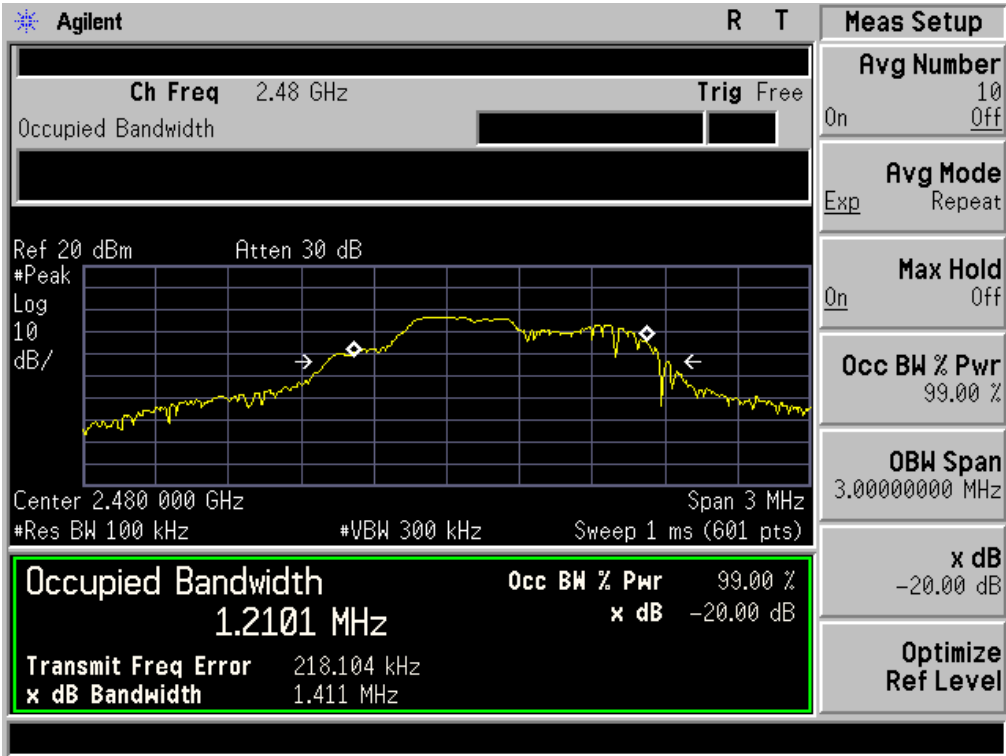 Agilent R T
Ch Freq 2.48 GHz Trig Free
Occupied Bandwidth
Ref 20 dBm Atten 30 dB
#Peak
Log
10
dB/
Center 2.480 000 GHz Span 3 MHz
#Res BW 100 kHz #VBW 300 kHz Sweep 1 ms (601 pts)
Occupied Bandwidth
1.2101 MHz
Occ BW % Pwr 99.00 %
x dB -20.00 dB
Transmit Freq Error 218.104 kHz
x dB Bandwidth 1.411 MHz
Meas Setup
Avg Number
10
On Off
Avg Mode
Exp Repeat
Max Hold
On Off
Occ BW % Pwr
99.00 %
OBW Span
3.00000000 MHz
x dB
-20.00 dB
Optimize
Ref Level